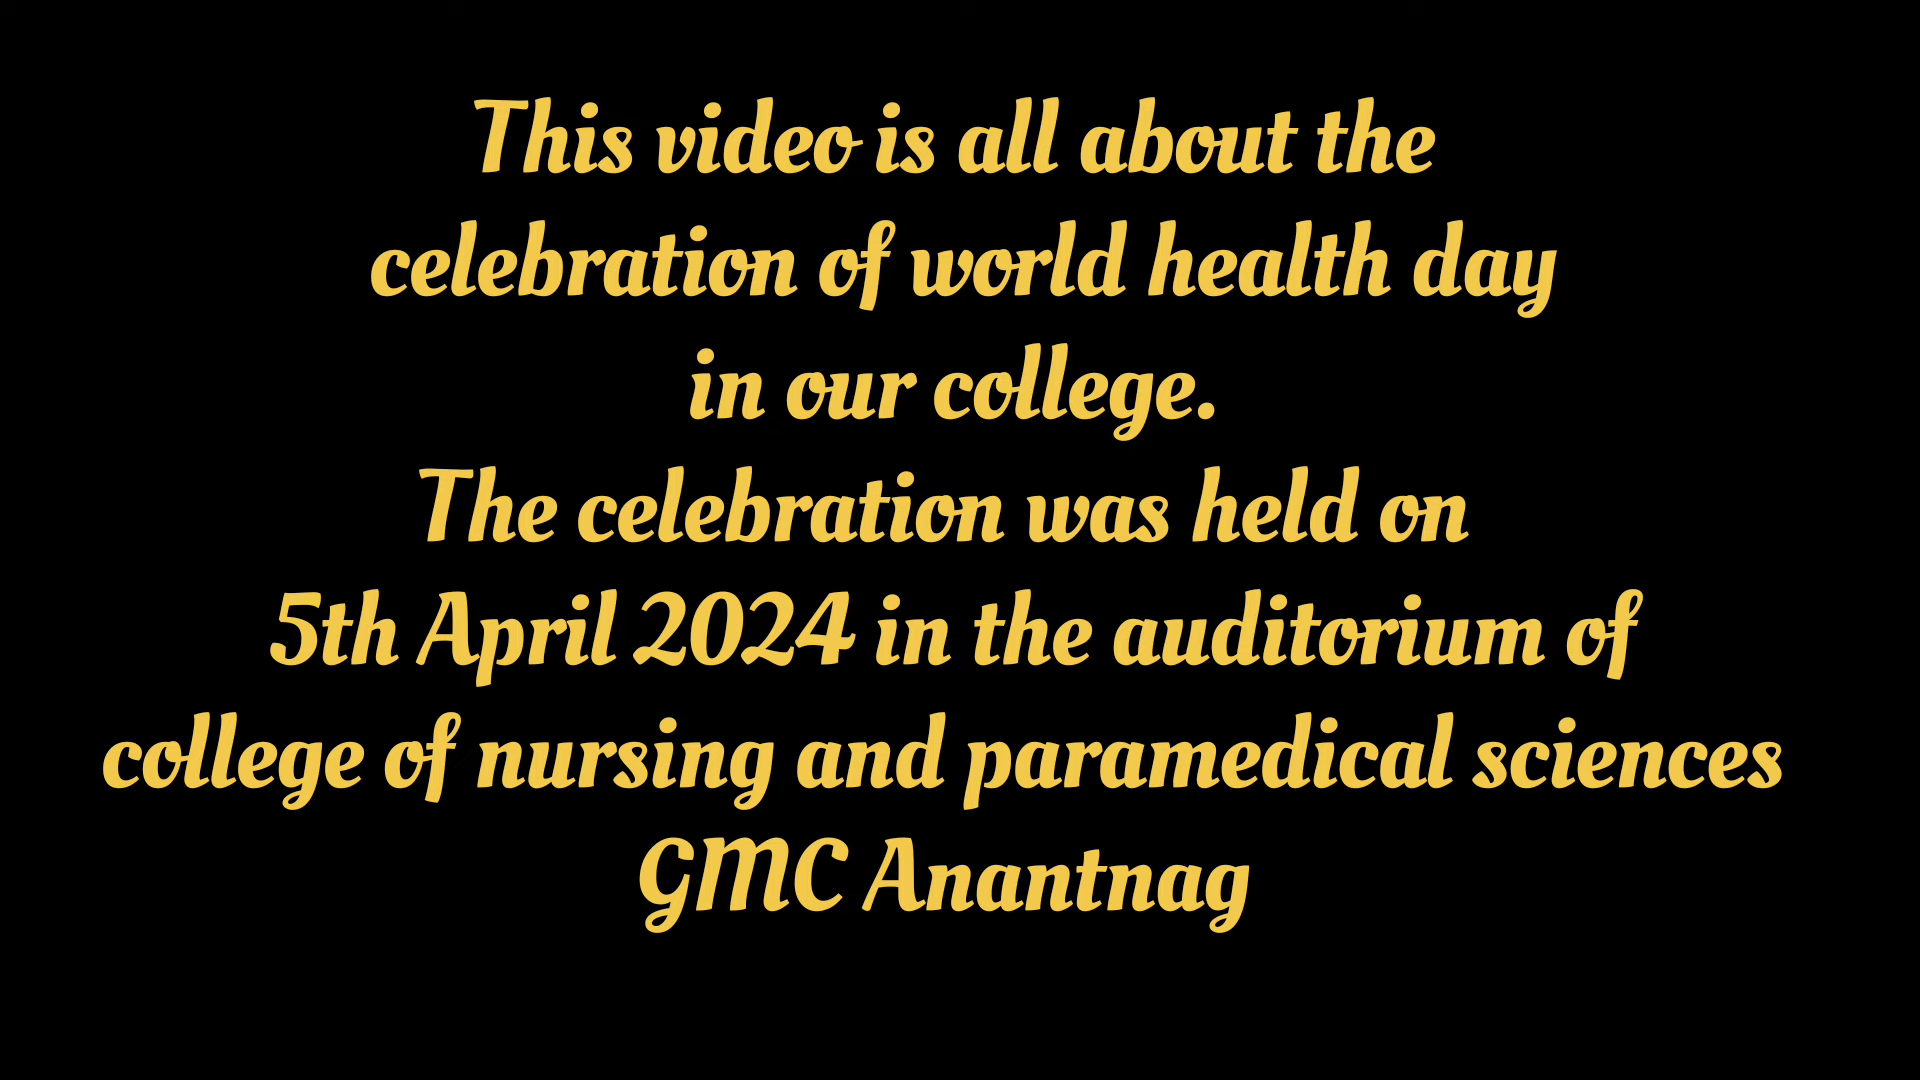 This video is all about the
celebration of world health day
in our college.
The celebration was held on
5th April 2024 in the auditorium of
college of nursing and paramedical sciences
GMC Anantnag